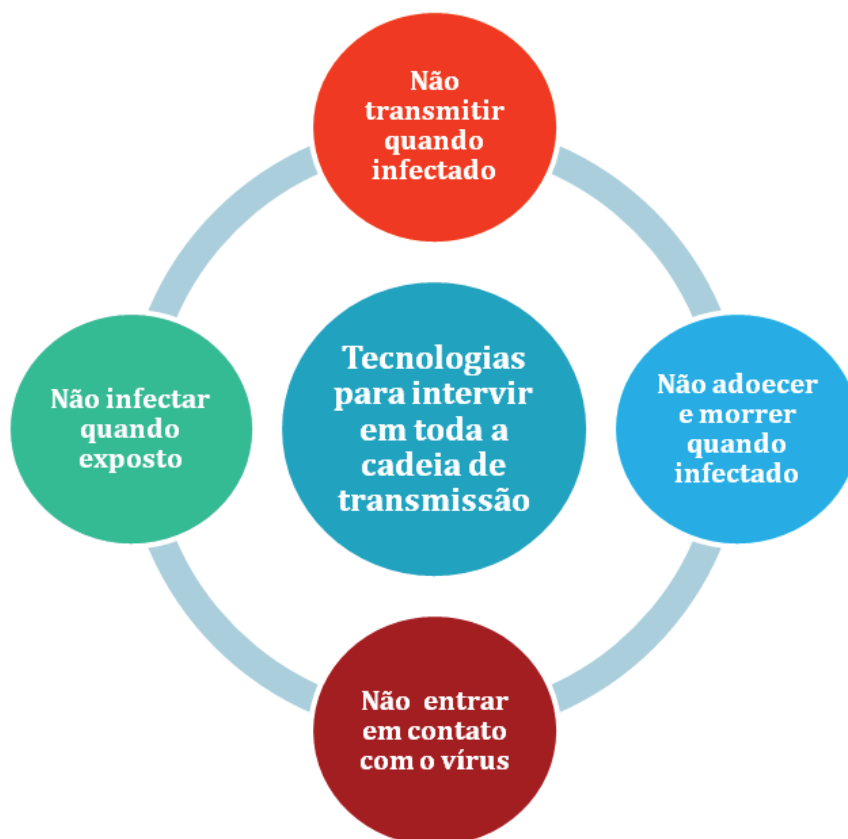 Não
transmitir
quando
infectado
Tecnologias
para intervir
em toda a
cadeia de
transmissão
Não infectar
quando
exposto
Não adoecer
e morrer
quando
infectado
Não entrar
em contato
com o vírus